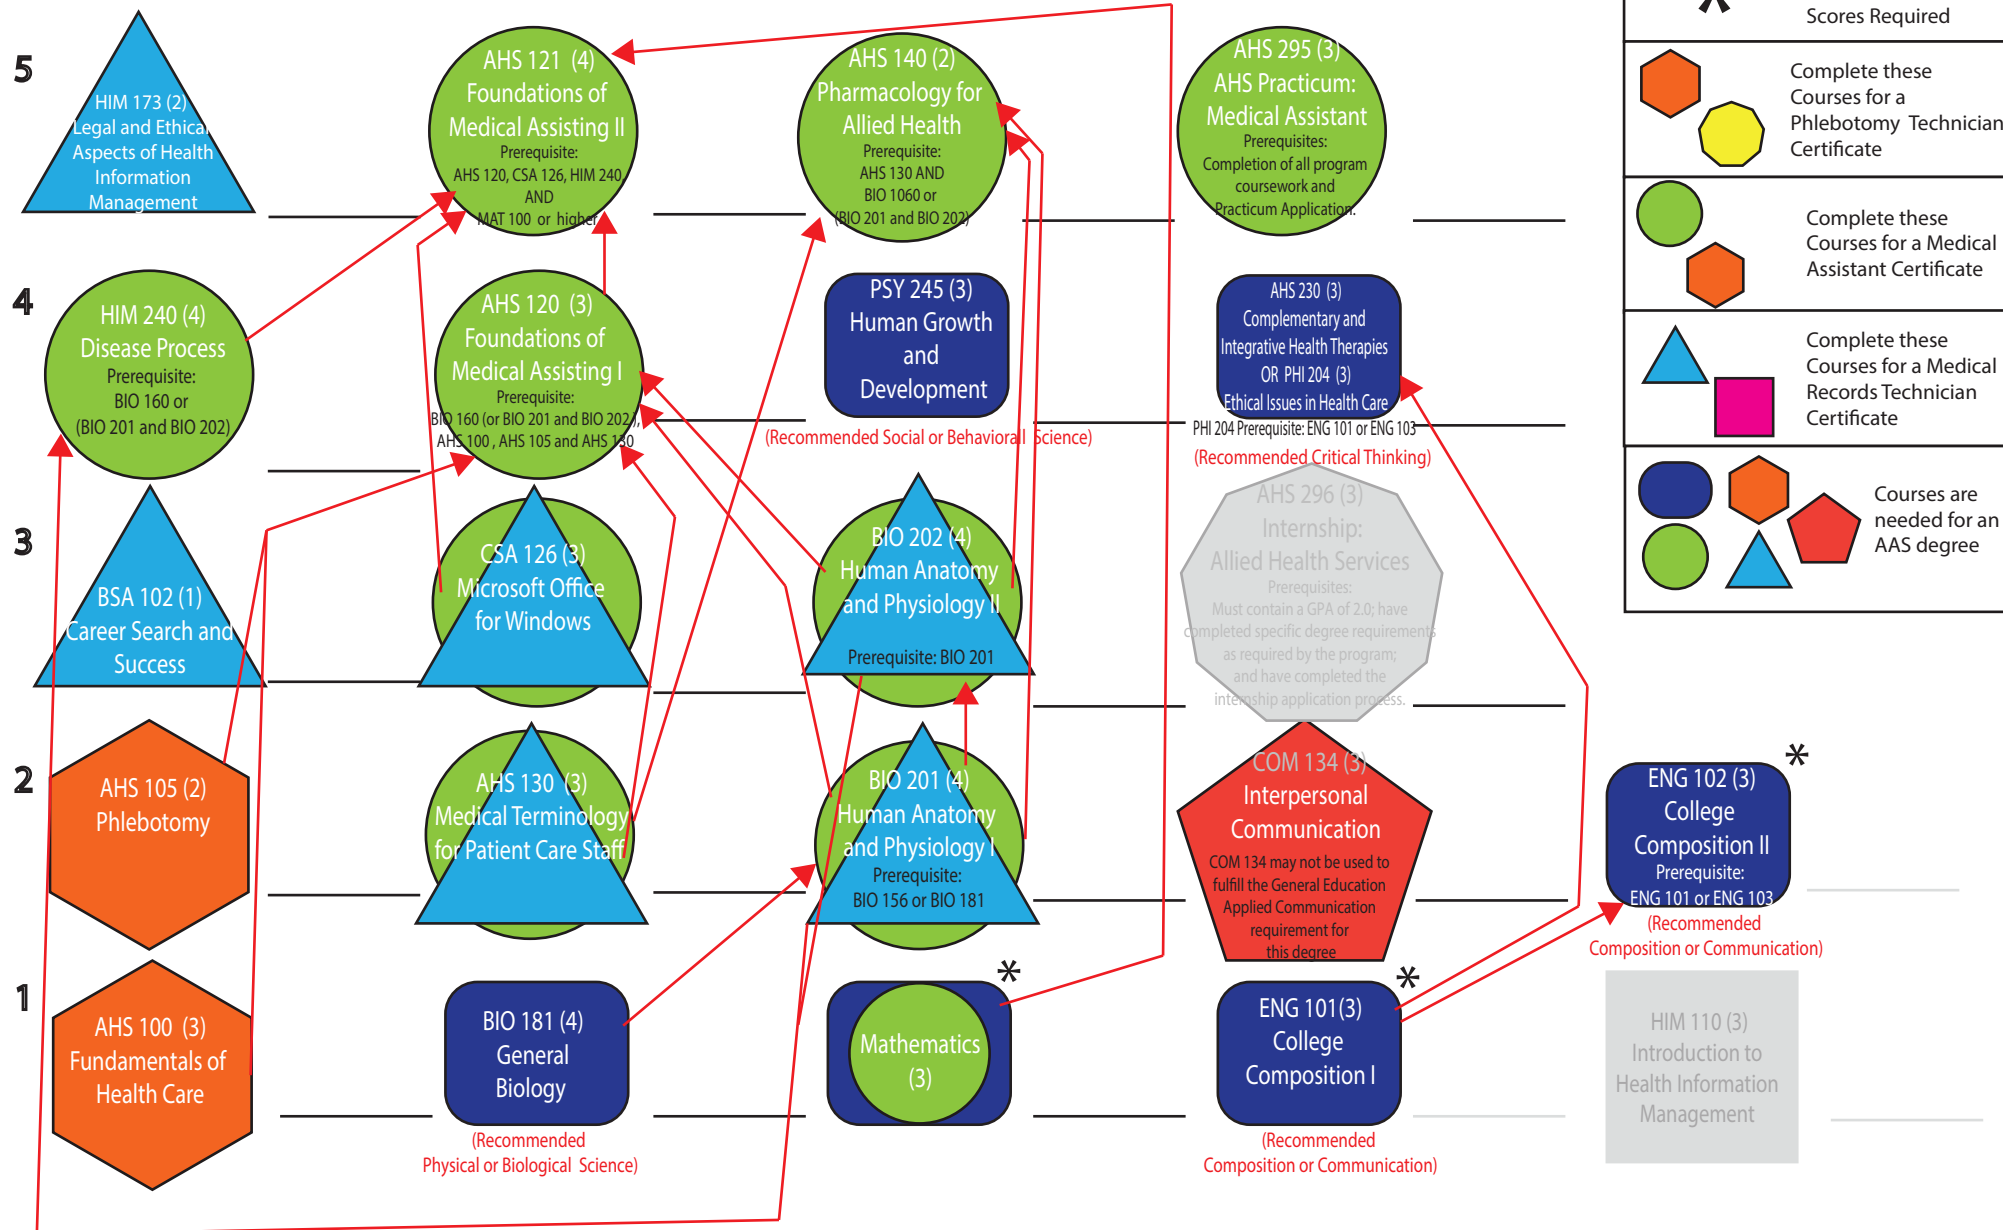 5
HIM 173 (2)
Legal and Ethical
Aspects of Health
Information
Management
AHS 121 (4)
Foundations of
Medical Assisting II
Prerequisite:
AHS 120, CSA 126, HIM 240,
AND
MAT 100 or higher
AHS 140 (2)
Pharmacology for
Allied Health
Prerequisite:
AHS 130 AND
BIO 1060 or
(BIO 201 and BIO 202)
AHS 295 (3)
AHS Practicum:
Medical Assistant
Prerequisites:
Completion of all program
coursework and
Practicum Application.
4
HIM 240 (4)
Disease Process
Prerequisite:
BIO 160 or
(BIO 201 and BIO 202)
AHS 120 (3)
Foundations of
Medical Assisting I
Prerequisite:
BIO 160 (or BIO 201 and BIO 202 ),
AHS 100 , AHS 105 and AHS 130
PSY 245 (3)
Human Growth
and
Development
(Recommended Social or Behavioral Science)
AHS 230 (3)
Complementary and
Integrative Health Therapies
OR PHI 204 (3)
Ethical Issues in Health Care
PHI 204 Prerequisite: ENG 101 or ENG 103
(Recommended Critical Thinking)
3
BSA 102 (1)
Career Search and
Success
CSA 126 (3)
Microsoft Office
for Windows
BIO 202 (4)
Human Anatomy
and Physiology II
Prerequisite: BIO 201
AHS 296 (3)
Internship:
Allied Health Services
Prerequisites:
Must contain a GPA of 2.0; have
completed specific degree requirements
as required by the program;
and have completed the
internship application process.
2
AHS 105 (2)
Phlebotomy
AHS 130 (3)
Medical Terminology
for Patient Care Staff
BIO 201 (4)
Human Anatomy
and Physiology I
Prerequisite:
BIO 156 or BIO 181
COM 134 (3)
Interpersonal
Communication
COM 134 may not be used to
fulfill the General Education
Applied Communication
requirement for
this degree
*
ENG 102 (3)
College
Composition II
Prerequisite:
ENG 101 or ENG 103
(Recommended
Composition or Communication)
1
AHS 100 (3)
Fundamentals of
Health Care
BIO 181 (4)
General
Biology
(Recommended
Physical or Biological Science)
*
Mathematics
(3)
*
ENG 101(3)
College
Composition I
(Recommended
Composition or Communication)
HIM 110 (3)
Introduction to
Health Information
Management
*
Scores Required
Complete these
Courses for a
Phlebotomy Technician
Certificate
Complete these
Courses for a Medical
Assistant Certificate
Complete these
Courses for a Medical
Records Technician
Certificate
Courses are
needed for an
AAS degree